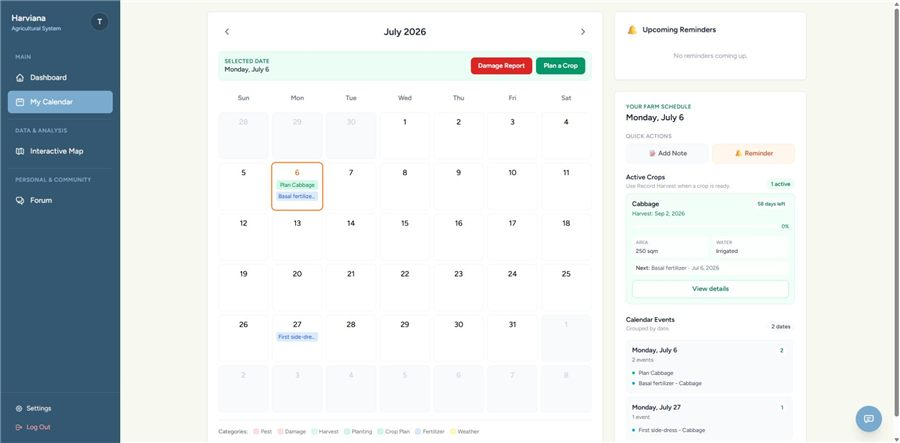 Harviana
Agricultural System
T
MAIN
Dashboard
My Calendar
DATA & ANALYSIS
Interactive Map
PERSONAL & COMMUNITY
Forum
Settings
Log Out
July 2026
SELECTED DATE
Monday, July 6
Damage Report
Plan a Crop
Sun Mon Tue Wed Thu Fri Sat
28 29 30 1 2 3 4
5 6 7 8 9 10 11
Plan Cabbage
Basal fertilize..
12 13 14 15 16 17 18
19 20 21 22 23 24 25
26 27 28 29 30 31 1
First side-dre..
2 3 4 5 6 7 8
Categories: Pest Damage Harvest Planting Crop Plan Fertilizer Weather
Upcoming Reminders
No reminders coming up.
YOUR FARM SCHEDULE
Monday, July 6
QUICK ACTIONS
Add Note
Reminder
Active Crops
Use Record Harvest when a crop is ready.
1 active
Cabbage
58 days left
Harvest: Sep 2, 2026
0%
AREA
250 sqm
WATER
Irrigated
Next: Basal fertilizer - Jul 6, 2026
View details
Calendar Events
Grouped by date.
2 dates
Monday, July 6
2
2 events
Plan Cabbage
Basal fertilizer - Cabbage
Monday, July 27
1
1 event
First side-dress - Cabbage